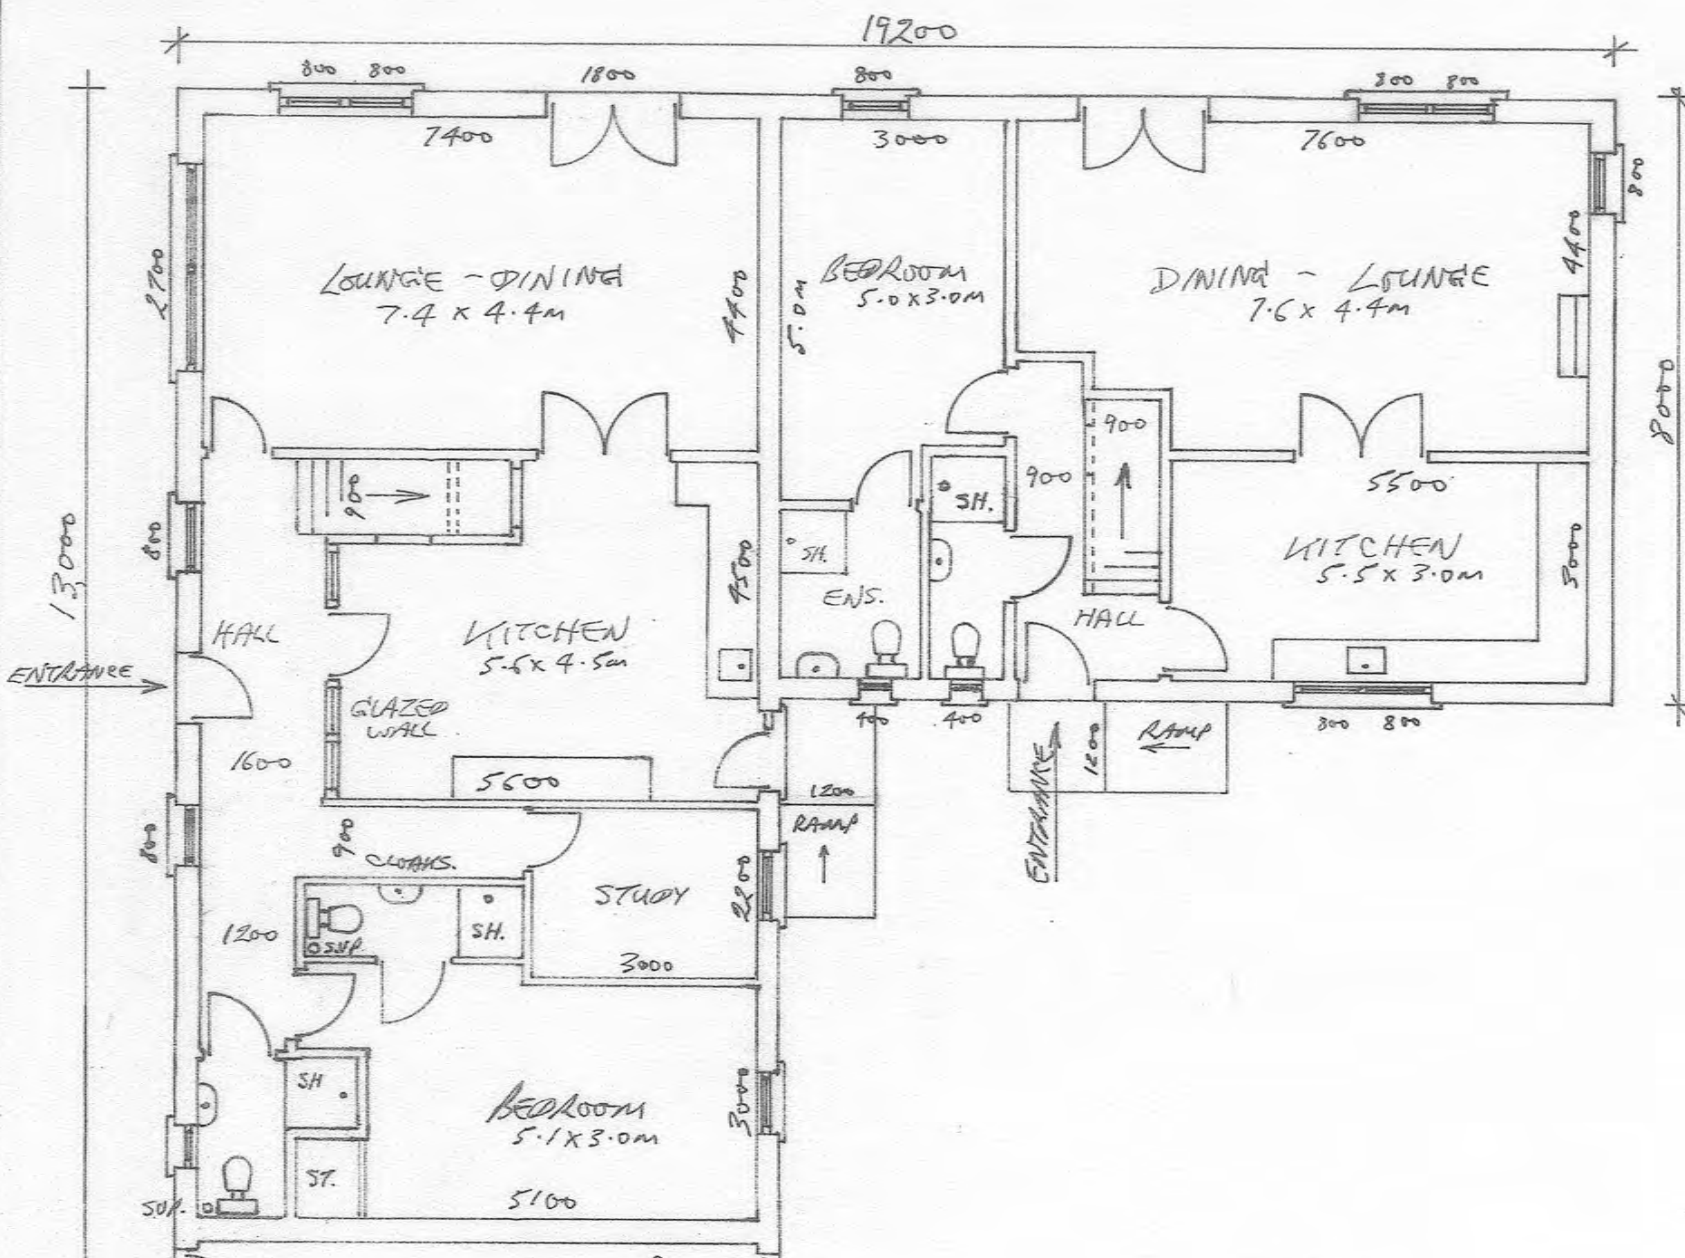 19200
800 800
1800
800
800 800
7400
3000
7600
800
2700
LOUNGE - DINING
7.4 x 4.4m
4400
5.0m
BEDROOM
5.0 x 3.0m
DINING - LOUNGE
7.6 x 4.4m
4400
8000
13000
800
900
900
900
SH.
5500
KITCHEN
5.5 x 3.0m
3000
SH.
ENS.
HALL
4500
KITCHEN
5.6 x 4.5m
HALL
ENTRANCE
GLAZED
WALL
400
400
800 800
1600
5600
1200
RAMP
ENTRANCE
1200
RAMP
800
900
CLOAKS.
STUDY
2200
3000
1200
SVP
SH.
SH
BEDROOM
5.1 x 3.0m
3000
ST.
5100
SVP.